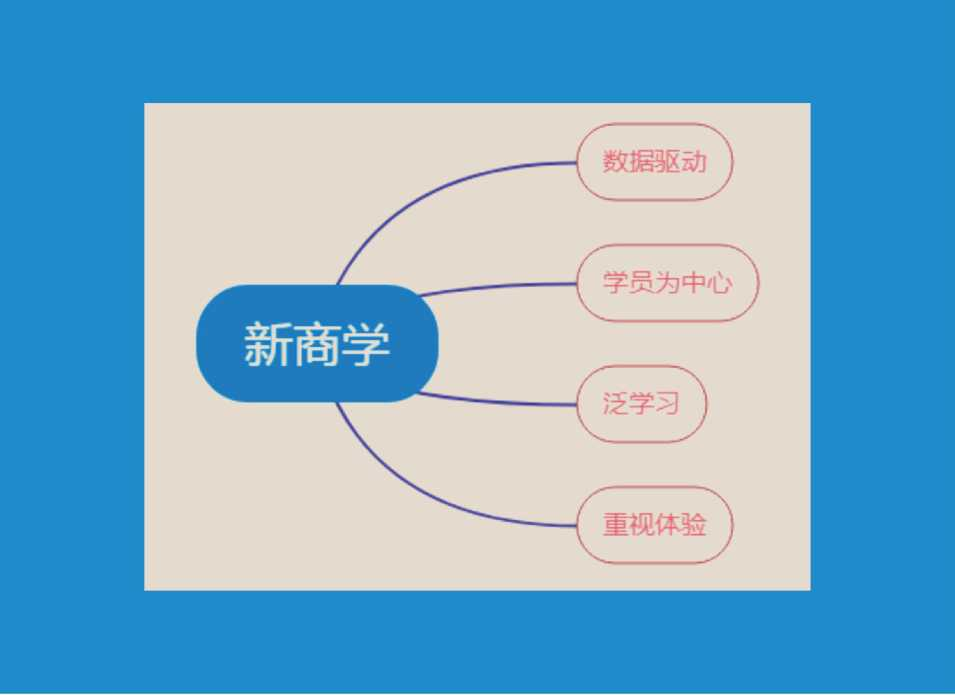 数据驱动
学员为中心
新商学
泛学习
重视体验